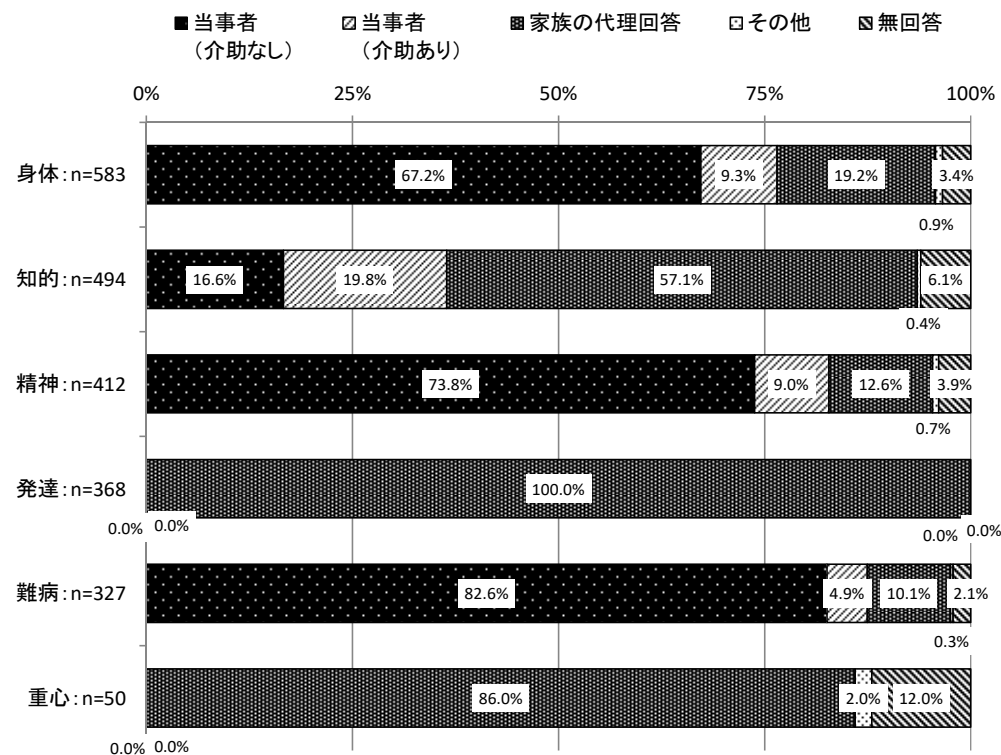 ■当事者（介助なし）
当事者（介助あり）
家族の代理回答
その他
無回答
0% 25% 50% 75% 100%
身体：n=583 67.2% 9.3% 19.2% 3.4%
0.9%
知的：n=494 16.6% 19.8% 57.1% 6.1%
0.4%
精神：n=412 73.8% 9.0% 12.6% 3.9%
0.7%
発達：n=368 100.0%
0.0% 0.0% 0.0% 0.0%
難病：n=327 82.6% 4.9% 10.1% 2.1%
0.3%
重心：n=50 86.0% 2.0% 12.0%
0.0% 0.0%